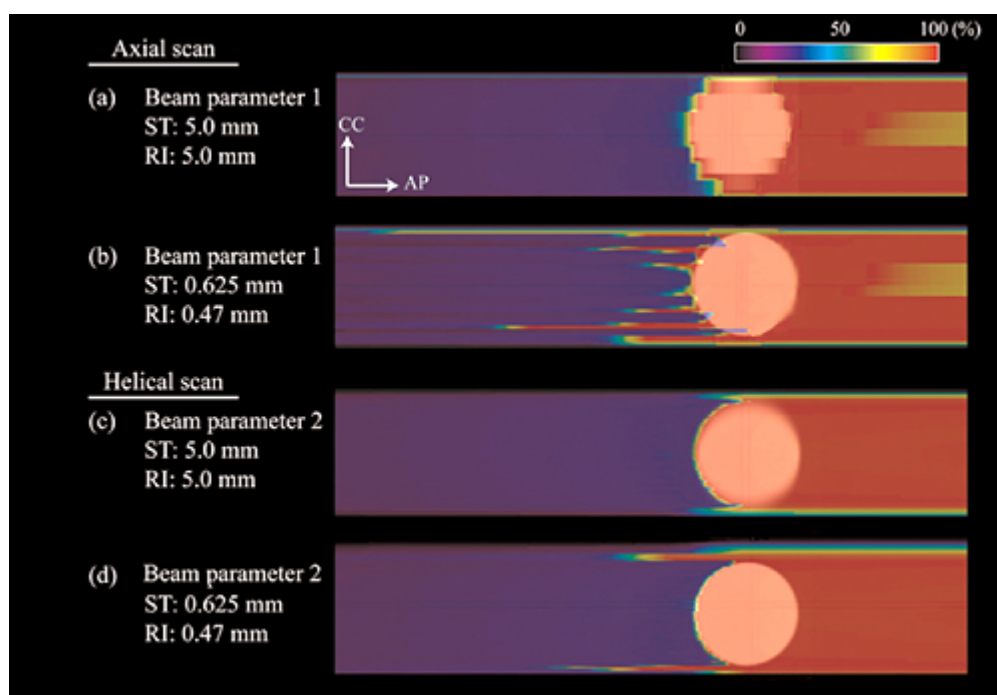 0 50 100 (%)
Axial scan
(a) Beam parameter 1
ST: 5.0 mm
RI: 5.0 mm
CC
AP
(b) Beam parameter 1
ST: 0.625 mm
RI: 0.47 mm
Helical scan
(c) Beam parameter 2
ST: 5.0 mm
RI: 5.0 mm
(d) Beam parameter 2
ST: 0.625 mm
RI: 0.47 mm